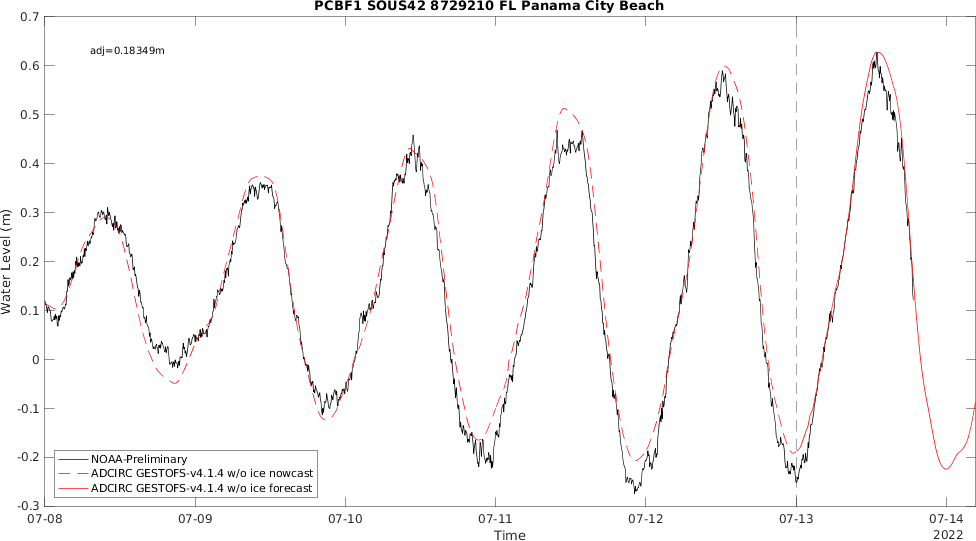 PCBF1 SOUS42 8729210 FL Panama City Beach
0.7
adj=0.18349m
0.6
0.5
0.4
0.3
0.2
0.1
0
-0.1
-0.2
-0.3
Water Level (m)
NOAA-Preliminary
ADCIRC GESTOFS-v4.1.4 w/o ice nowcast
ADCIRC GESTOFS-v4.1.4 w/o ice forecast
07-08 07-09 07-10 07-11 07-12 07-13 07-14
Time
2022